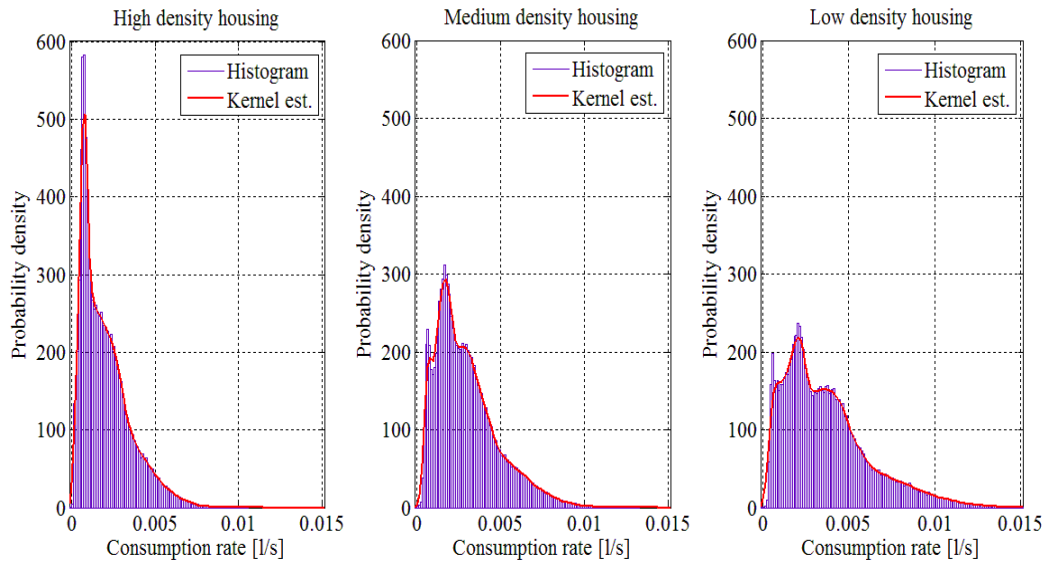 High density housing
600
500
400
300
200
100
0
Probability density
Histogram
Kernel est.
0 0.005 0.01 0.015
Consumption rate [l/s]
Medium density housing
600
500
400
300
200
100
0
Probability density
Histogram
Kernel est.
0 0.005 0.01 0.015
Consumption rate [l/s]
Low density housing
600
500
400
300
200
100
0
Probability density
Histogram
Kernel est.
0 0.005 0.01 0.015
Consumption rate [l/s]